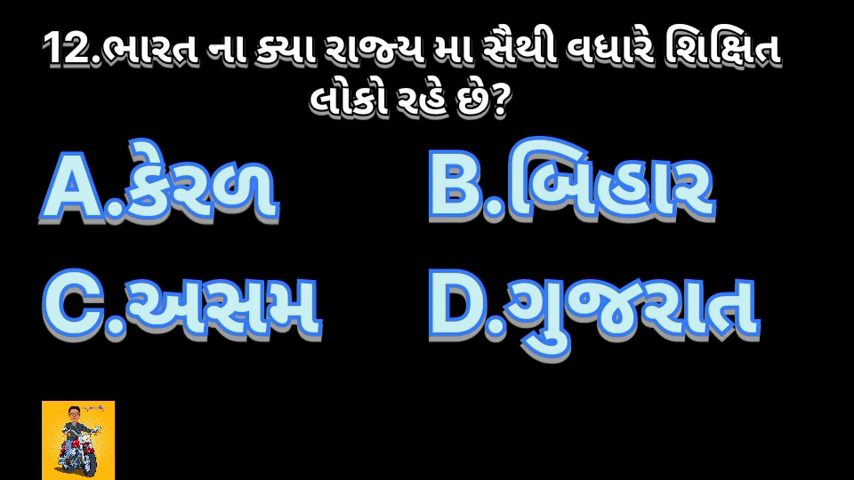 12.ભારત ના ક્યા રાજ્ય મા સૈથી વધારે શિક્ષિત
લોકો રહે છે?
A.કેરળ
B.બિહાર
C.અસમ
D.ગુજરાત